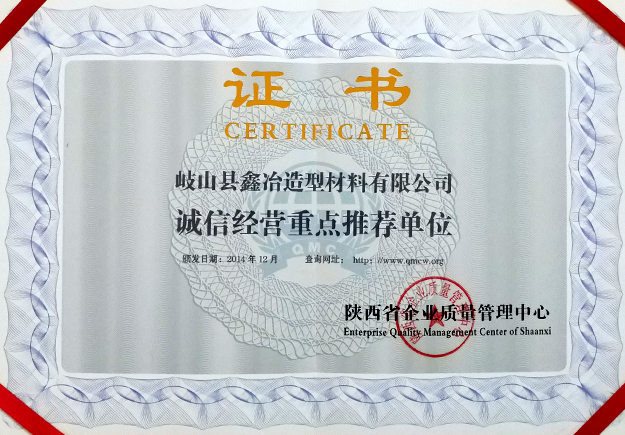 证 书
CERTIFICATE
岐山县鑫冶造型材料有限公司
诚信经营重点推荐单位
QMC
颁发日期：2014年12月 查询网址： http：//www.qmcw.org
陕西省企业质量管理中心
Enterprise Quality Management Center of Shaanxi